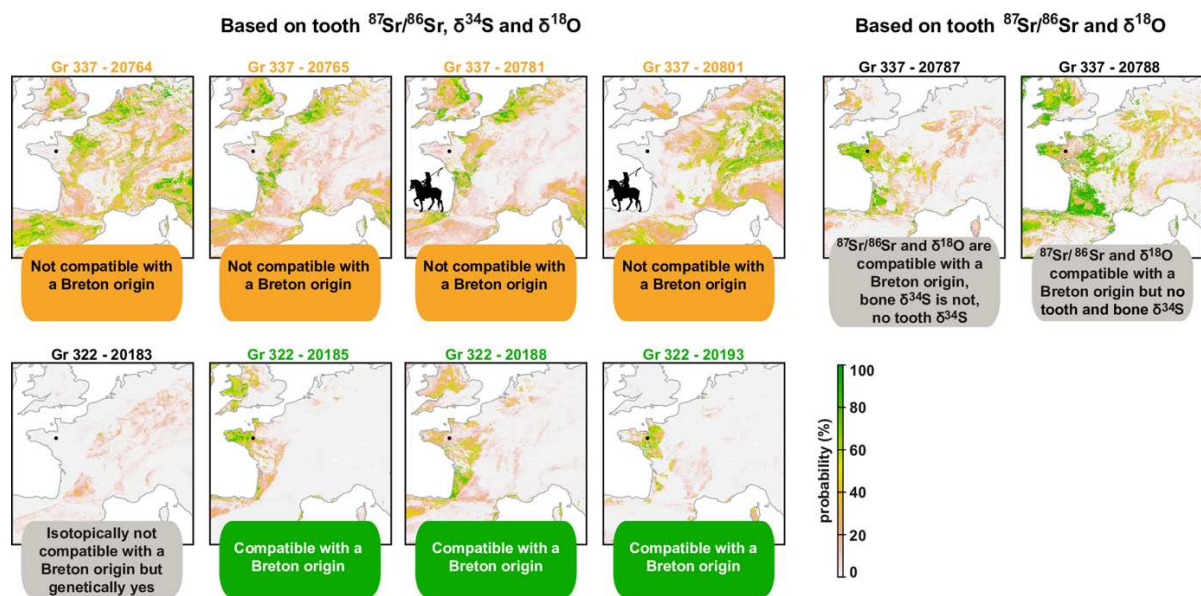 Based on tooth ⁸⁷Sr/⁸⁶Sr, δ³⁴S and δ¹⁸O
Based on tooth ⁸⁷Sr/⁸⁶Sr and δ¹⁸O
Gr 337 - 20764
Gr 337 - 20765
Gr 337 - 20781
Gr 337 - 20801
Gr 337 - 20787
Gr 337 - 20788
Not compatible with
a Breton origin
Not compatible with
a Breton origin
Not compatible with
a Breton origin
Not compatible with
a Breton origin
⁸⁷Sr/⁸⁶Sr and δ¹⁸O are
compatible with a
Breton origin,
bone δ³⁴S is not,
no tooth δ³⁴S
⁸⁷Sr/ ⁸⁶Sr and δ¹⁸O
compatible with a
Breton origin but no
tooth and bone δ³⁴S
Gr 322 - 20183
Gr 322 - 20185
Gr 322 - 20188
Gr 322 - 20193
Isotopically not
compatible with a
Breton origin but
genetically yes
Compatible with a
Breton origin
Compatible with a
Breton origin
Compatible with a
Breton origin
probability (%)
100
80
60
40
20
0